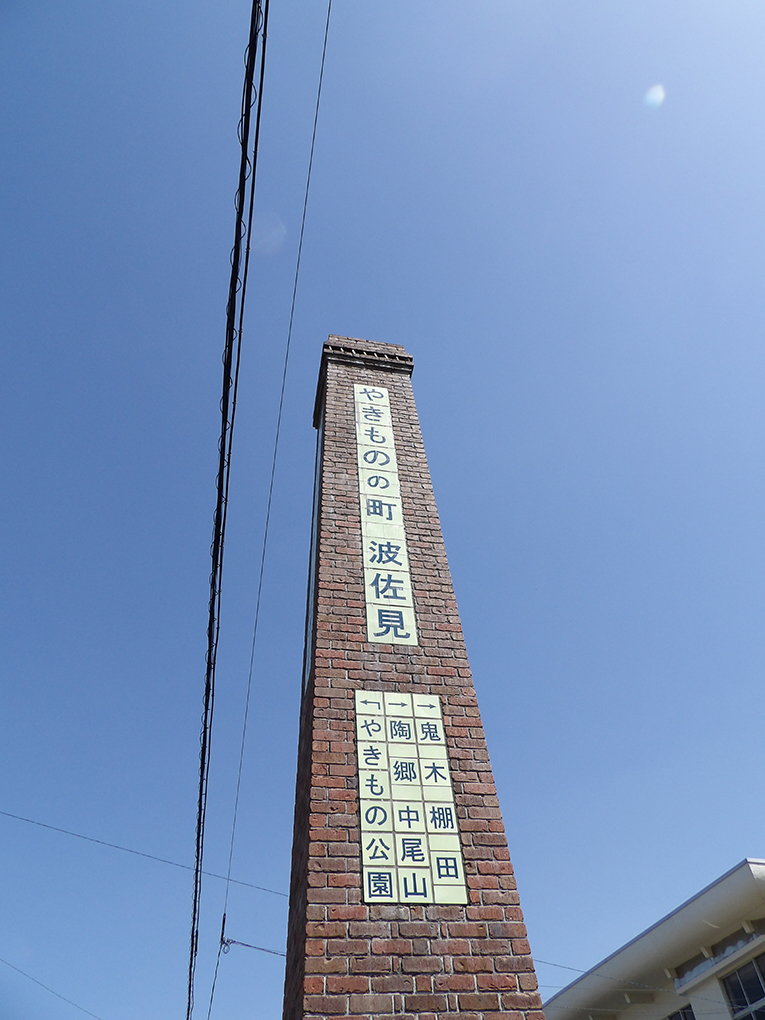 やきものの町 波佐見
→鬼木棚田
→陶郷中尾山
←やきもの公園